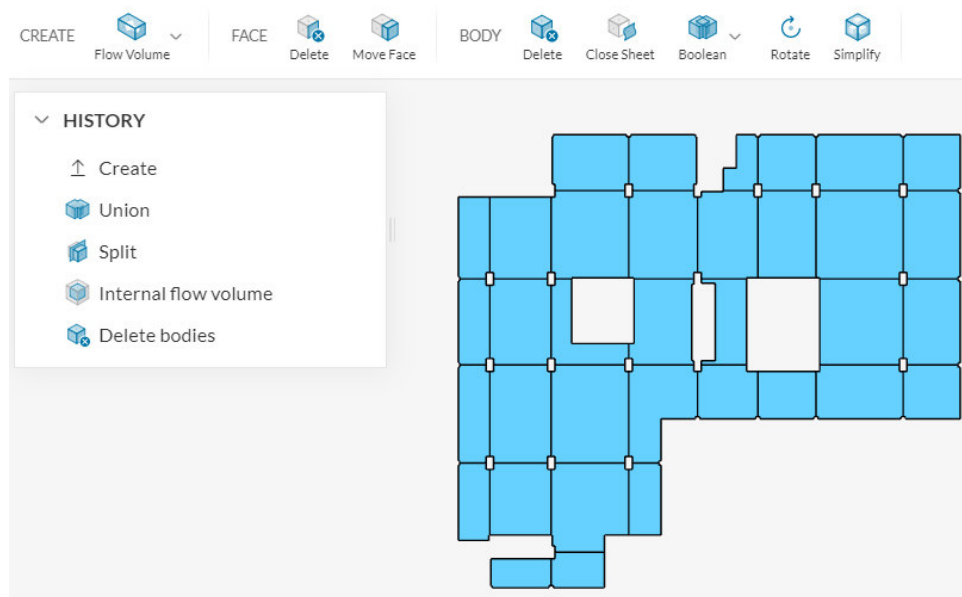 CREATE
Flow Volume
FACE
Delete
Move Face
BODY
Delete
Close Sheet
Boolean
Rotate
Simplify
HISTORY
Create
Union
Split
Internal flow volume
Delete bodies